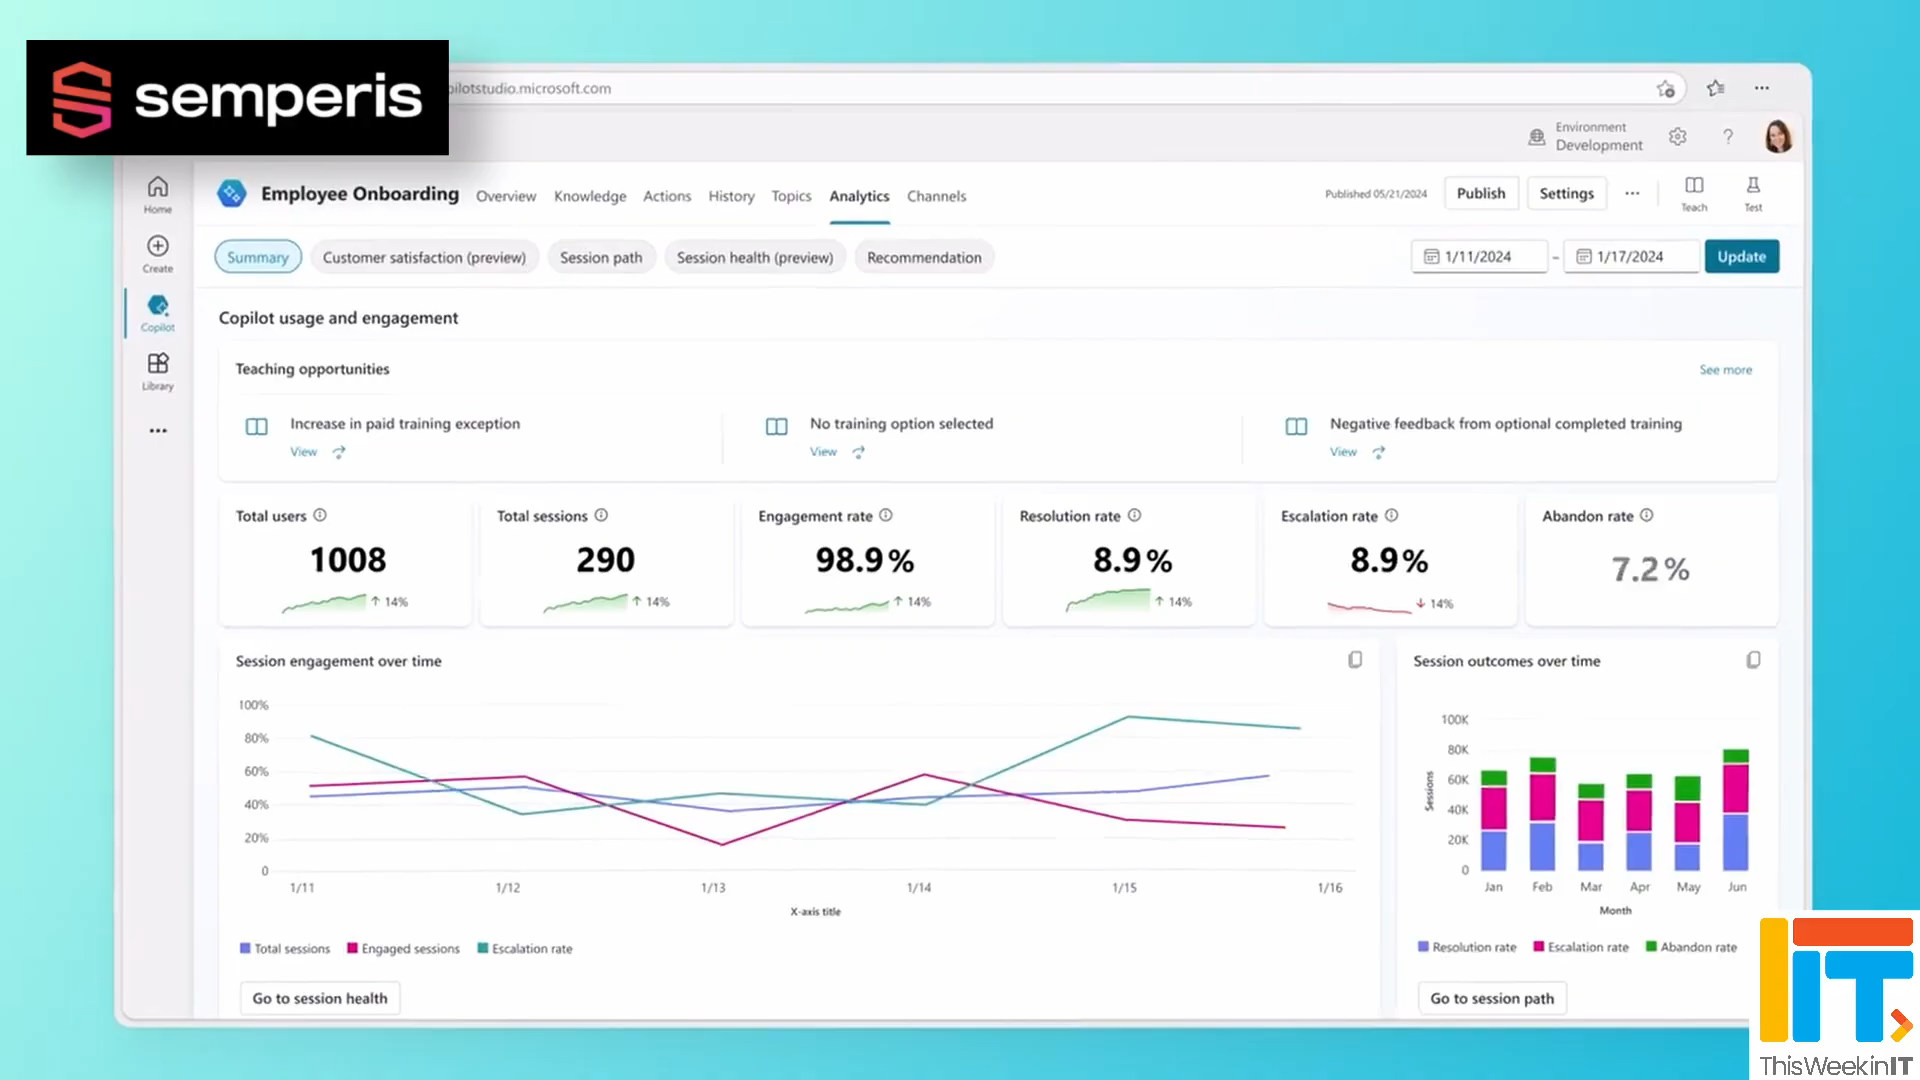 semperis
pilotstudio.microsoft.com
Environment
Development
Home
Create
Copilot
Library
Employee Onboarding
Overview
Knowledge
Actions
History
Topics
Analytics
Channels
Published 05/21/2024
Publish
Settings
Teach
Test
Summary
Customer satisfaction (preview)
Session path
Session health (preview)
Recommendation
1/11/2024
-
1/17/2024
Update
Copilot usage and engagement
Teaching opportunities
See more
Increase in paid training exception
View
No training option selected
View
Negative feedback from optional completed training
View
Total users
1008
14%
Total sessions
290
14%
Engagement rate
98.9%
14%
Resolution rate
8.9%
14%
Escalation rate
8.9%
14%
Abandon rate
7.2%
Session engagement over time
100%
80%
60%
40%
20%
0
1/11
1/12
1/13
1/14
1/15
1/16
X-axis title
Total sessions
Engaged sessions
Escalation rate
Go to session health
Session outcomes over time
100K
80K
60K
40K
20K
0
Sessions
Jan
Feb
Mar
Apr
May
Jun
Month
Resolution rate
Escalation rate
Abandon rate
Go to session path
IT
ThisWeekinIT